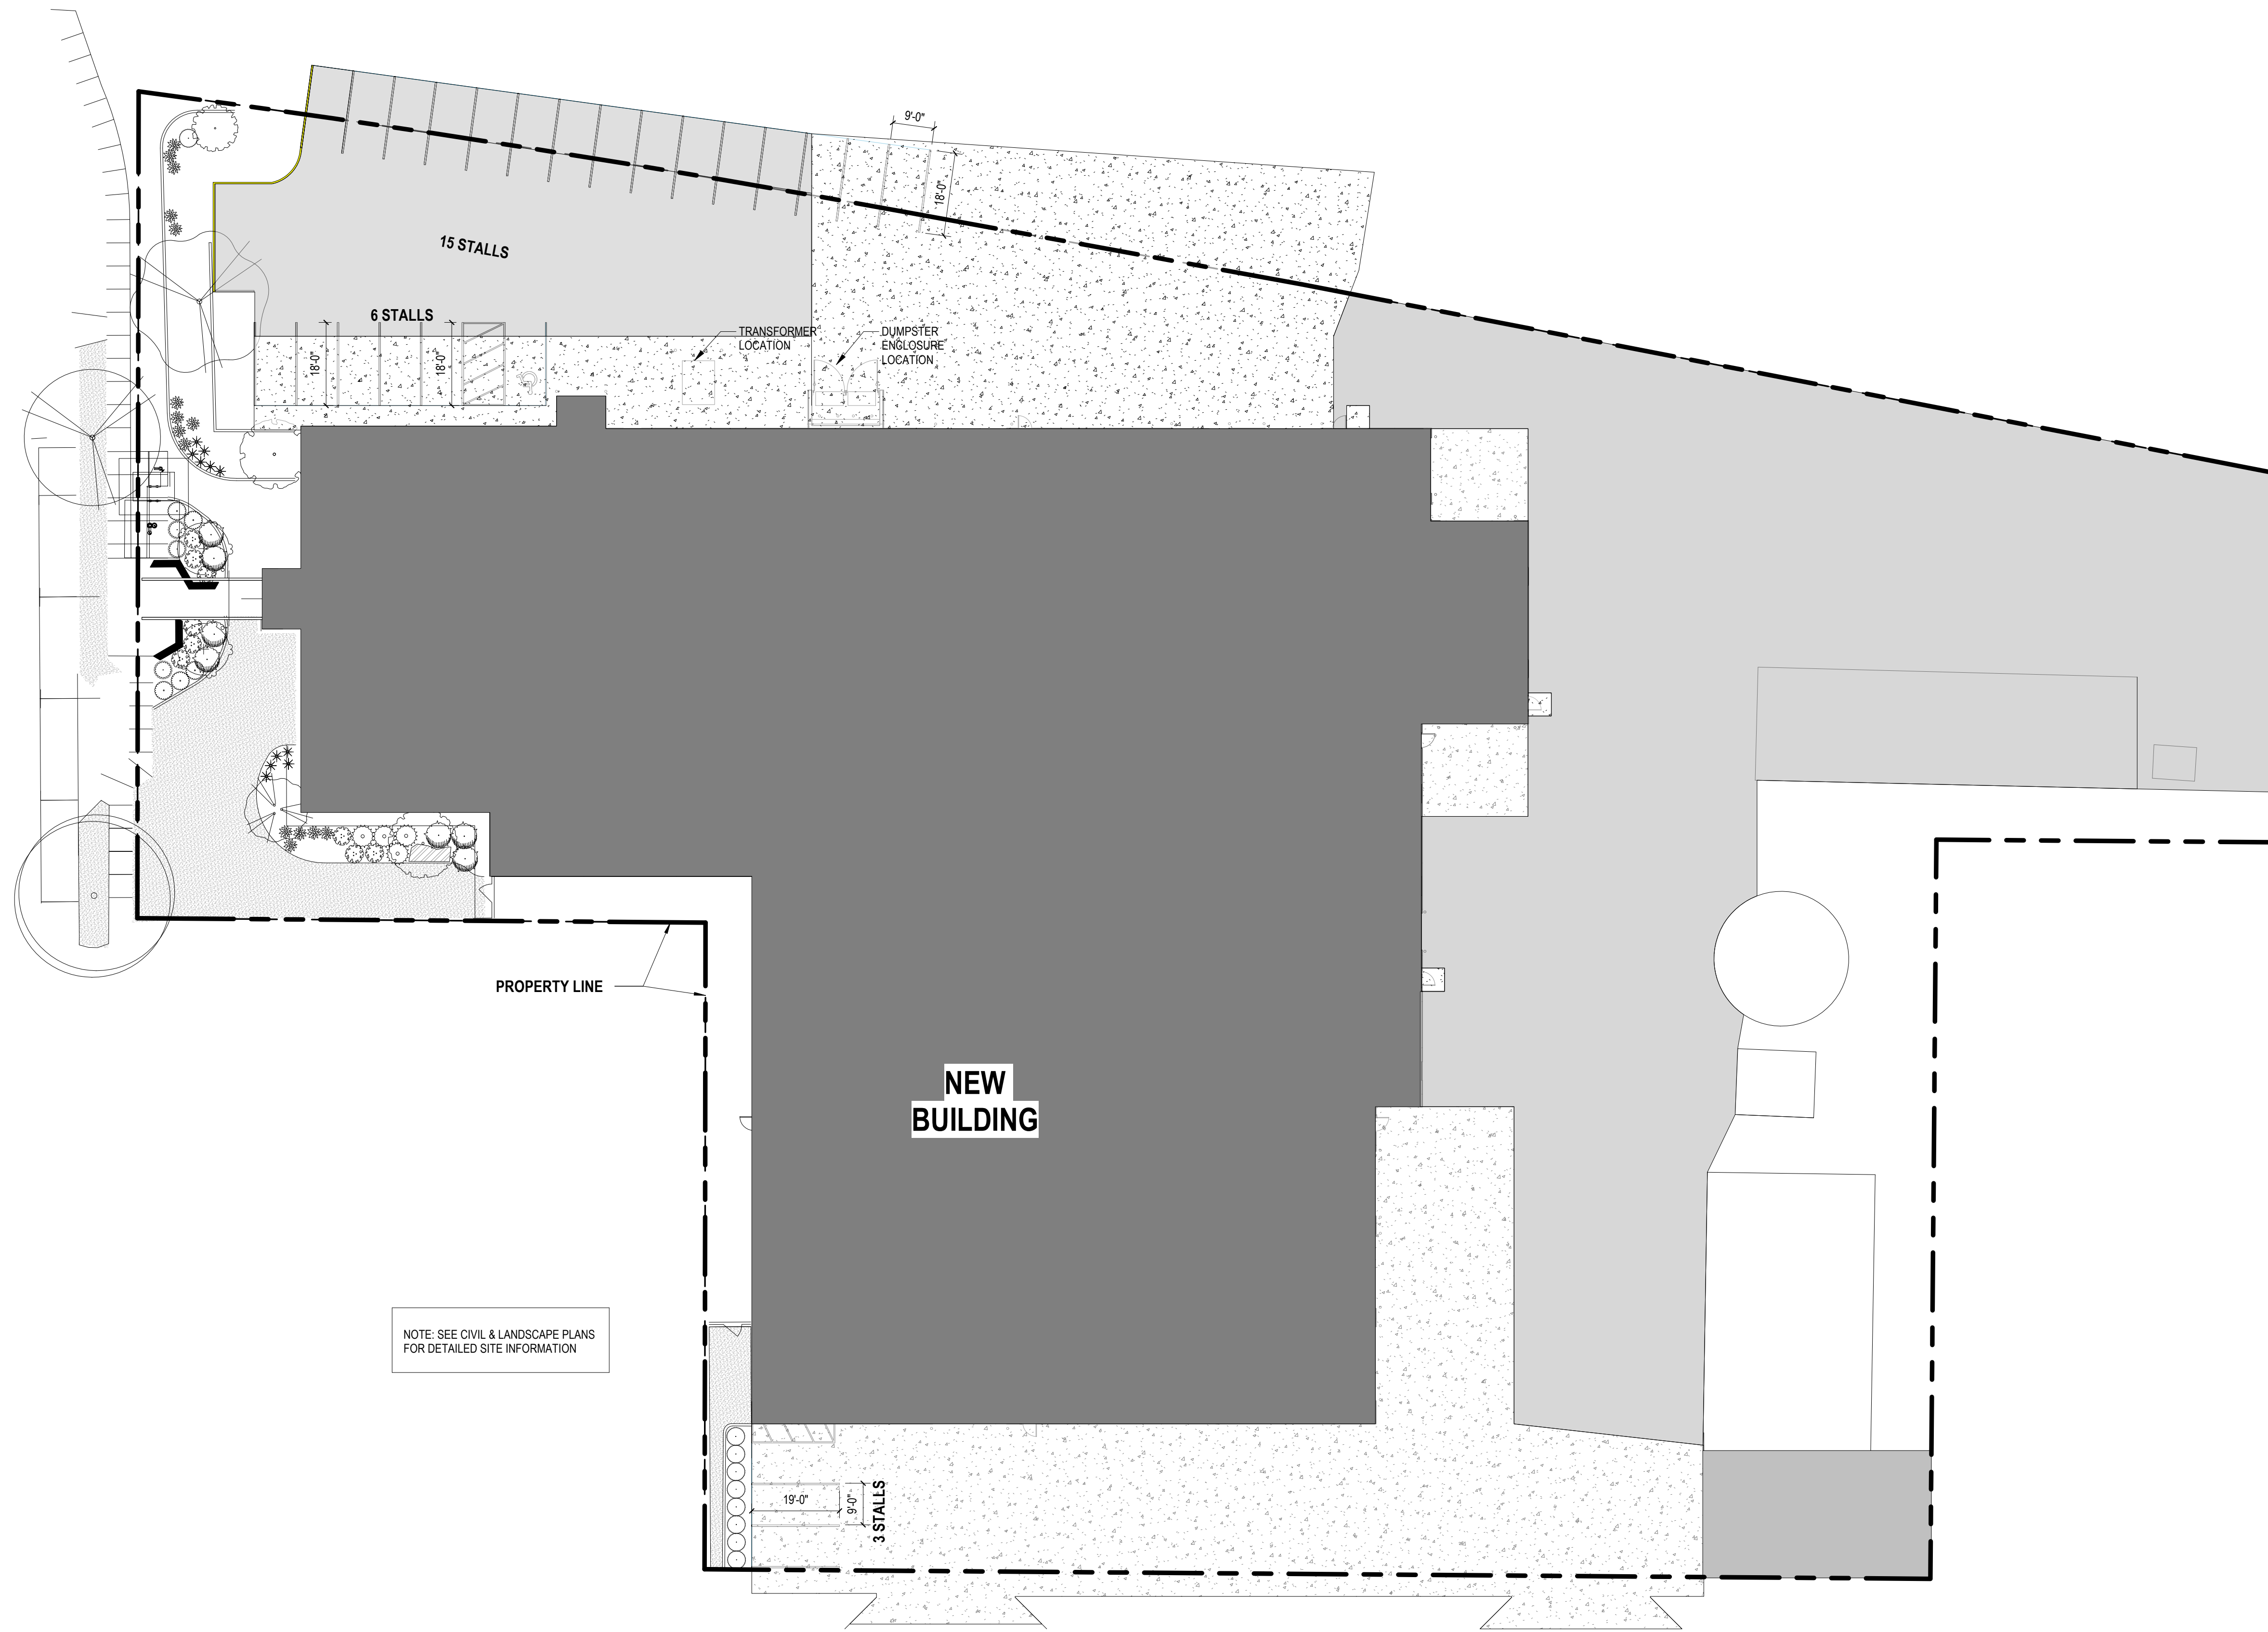 9'-0"
18'-0"
15 STALLS
6 STALLS
18'-0"
18'-0"
TRANSFORMER
LOCATION
DUMPSTER
ENCLOSURE
LOCATION
PROPERTY LINE
NEW
BUILDING
NOTE: SEE CIVIL & LANDSCAPE PLANS
FOR DETAILED SITE INFORMATION
19'-0"
9'-0"
3 STALLS